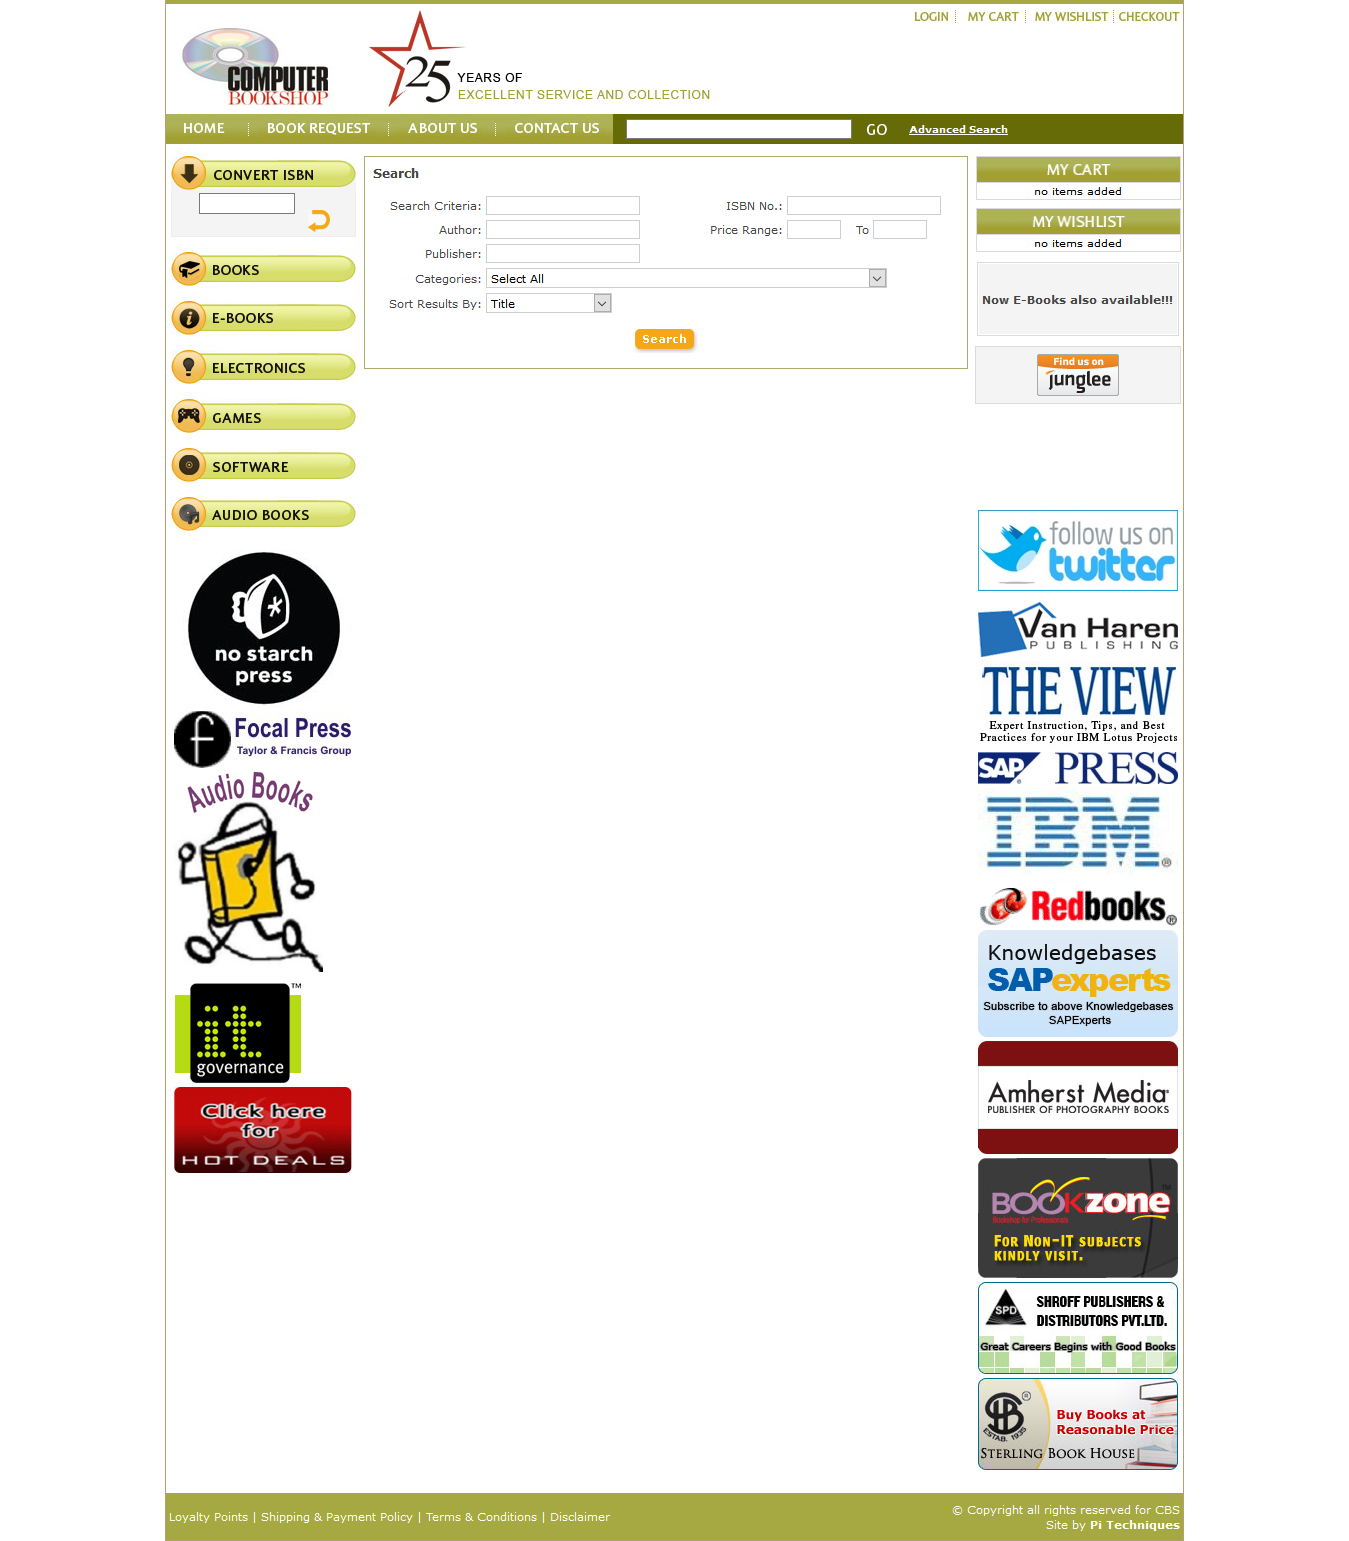 LOGIN MY CART MY WISHLIST CHECKOUT
COMPUTER
BOOKSHOP
25 YEARS OF
EXCELLENT SERVICE AND COLLECTION
HOME BOOK REQUEST ABOUT US CONTACT US GO Advanced Search
CONVERT ISBN
BOOKS
E-BOOKS
ELECTRONICS
GAMES
SOFTWARE
AUDIO BOOKS
no starch
press
f Focal Press
Taylor & Francis Group
Audio Books
it ™
governance
Click here
for
HOT DEALS
Search
Search Criteria: ISBN No.:
Author: Price Range: To
Publisher:
Categories: Select All
Sort Results By: Title
Search
MY CART
no items added
MY WISHLIST
no items added
Now E-Books also available!!!
Find us on
junglee
follow us on
twitter
Van Haren
PUBLISHING
THE VIEW
Expert Instruction, Tips, and Best
Practices for your IBM Lotus Projects
SAP PRESS
IBM®
Redbooks®
Knowledgebases
SAPexperts
Subscribe to above Knowledgebases
SAPExperts
Amherst Media®
PUBLISHER OF PHOTOGRAPHY BOOKS
BOOKZONE™
BookShop for Professionals
FOR NON-IT SUBJECTS
KINDLY VISIT.
SPD SHROFF PUBLISHERS &
DISTRIBUTORS PVT.LTD.
Great Careers Begins with Good Books
SBH®
ESTAB. 1935
Buy Books at
Reasonable Price
STERLING BOOK HOUSE
Loyalty Points | Shipping & Payment Policy | Terms & Conditions | Disclaimer
© Copyright all rights reserved for CBS
Site by Pi Techniques